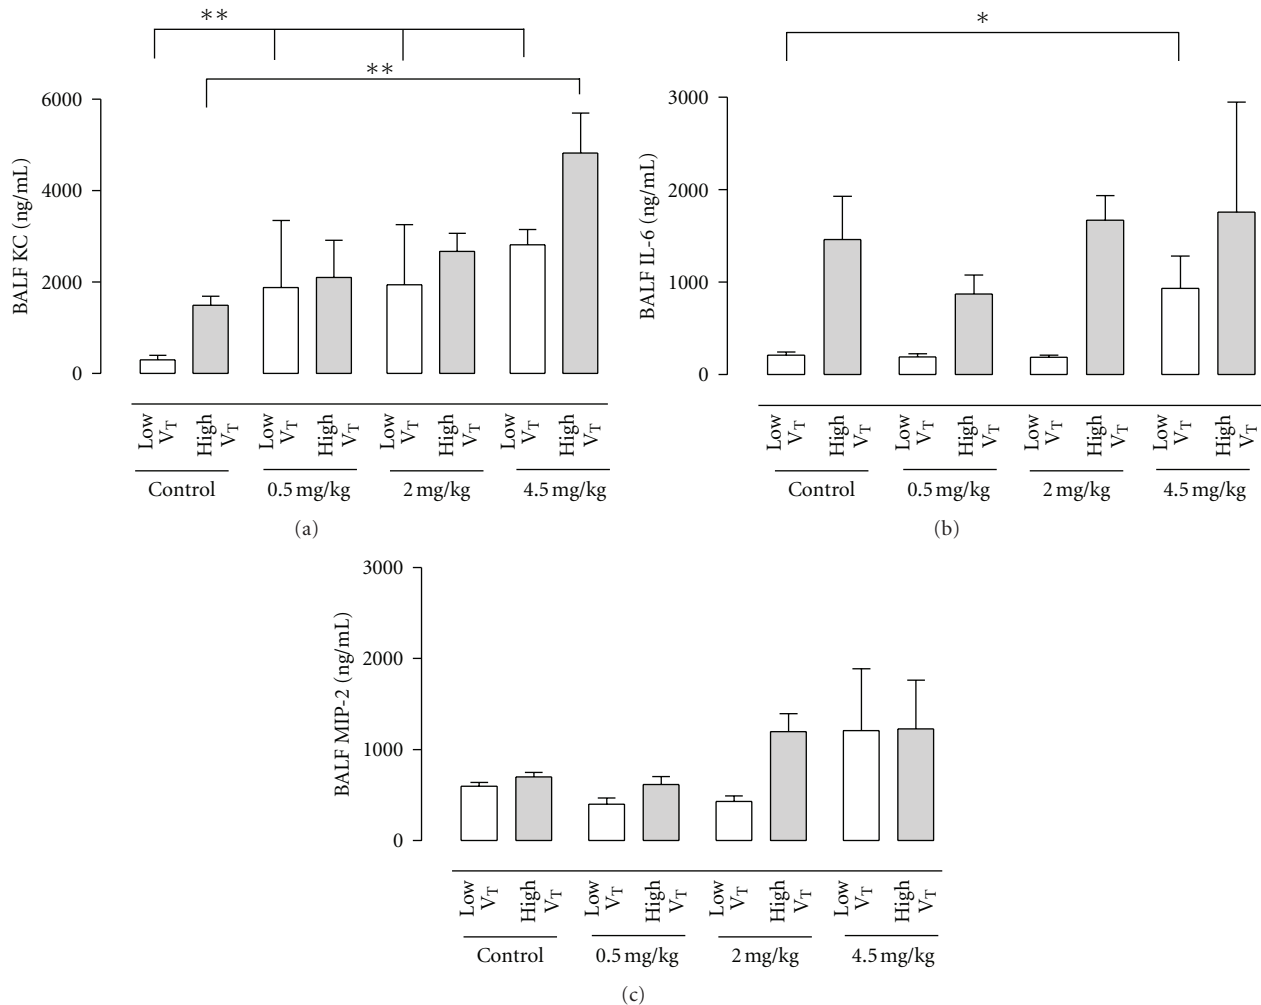 **
**
BALF KC (ng/mL)
6000
4000
2000
0
Low VT
High VT
Low VT
High VT
Low VT
High VT
Low VT
High VT
Control
0.5 mg/kg
2 mg/kg
4.5 mg/kg
(a)
*
BALF IL-6 (ng/mL)
3000
2000
1000
0
Low VT
High VT
Low VT
High VT
Low VT
High VT
Low VT
High VT
Control
0.5 mg/kg
2 mg/kg
4.5 mg/kg
(b)
BALF MIP-2 (ng/mL)
3000
2000
1000
0
Low VT
High VT
Low VT
High VT
Low VT
High VT
Low VT
High VT
Control
0.5 mg/kg
2 mg/kg
4.5 mg/kg
(c)